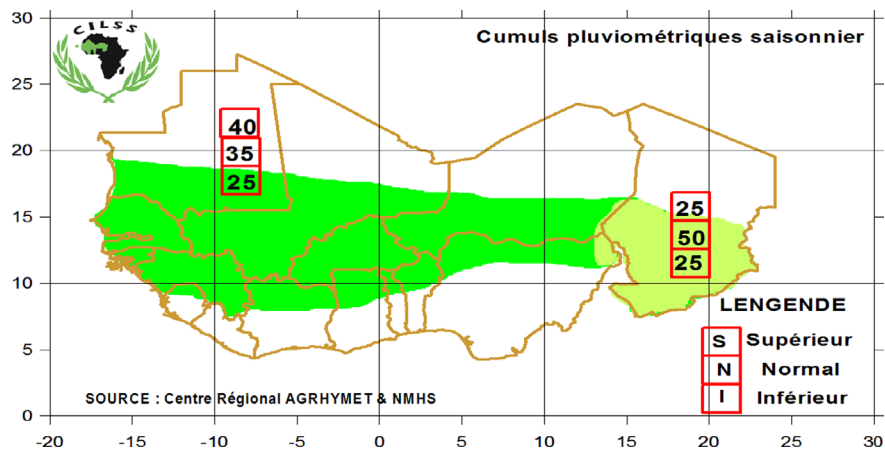 CILSS
Cumuls pluviométriques saisonnier
30
25
20
15
10
5
0
40
35
25
25
50
25
LENGENDE
S Supérieur
N Normal
I Inférieur
SOURCE : Centre Régional AGRHYMET & NMHS
-20 -15 -10 -5 0 5 10 15 20 25 30